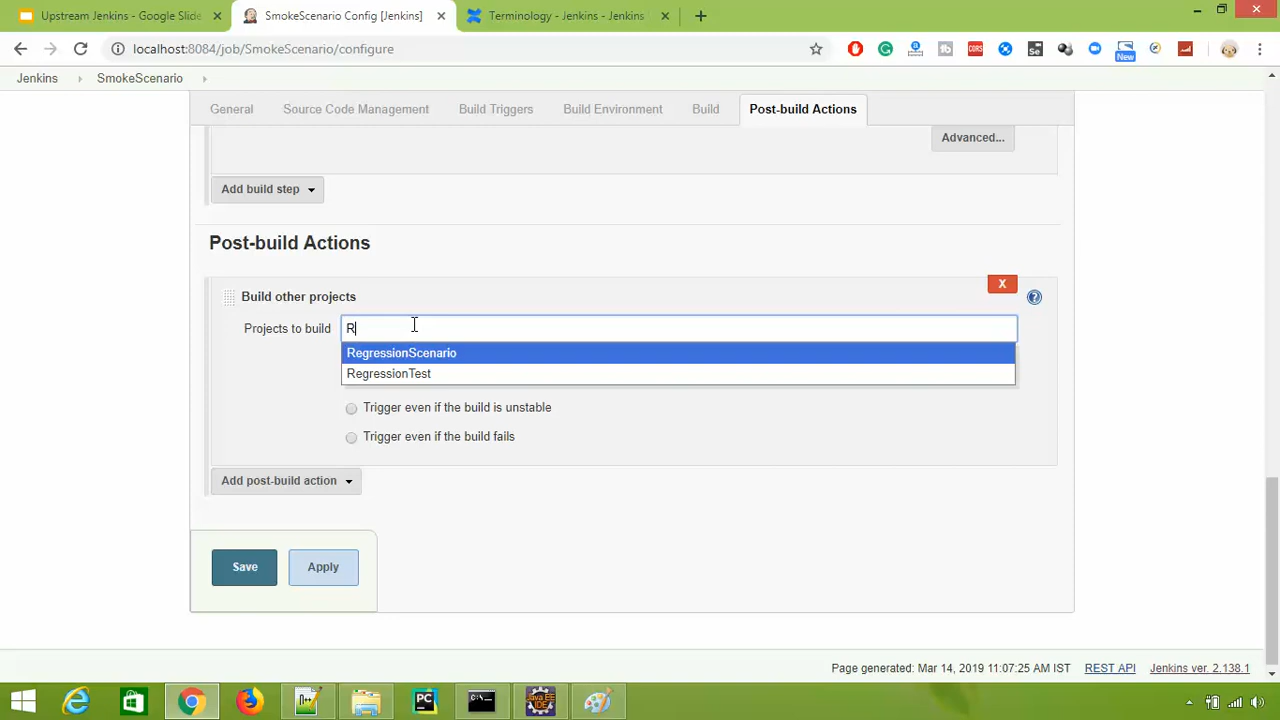 Upstream Jenkins - Google Slide
SmokeScenario Config [Jenkins]
Terminology - Jenkins - Jenkins
localhost:8084/job/SmokeScenario/configure
CORS
Se
New
Jenkins
SmokeScenario
General
Source Code Management
Build Triggers
Build Environment
Build
Post-build Actions
Advanced...
Add build step
Post-build Actions
X
Build other projects
Projects to build
R
RegressionScenario
RegressionTest
Trigger even if the build is unstable
Trigger even if the build fails
Add post-build action
Save
Apply
Page generated: Mar 14, 2019 11:07:25 AM IST
REST API
Jenkins ver. 2.138.1
PC